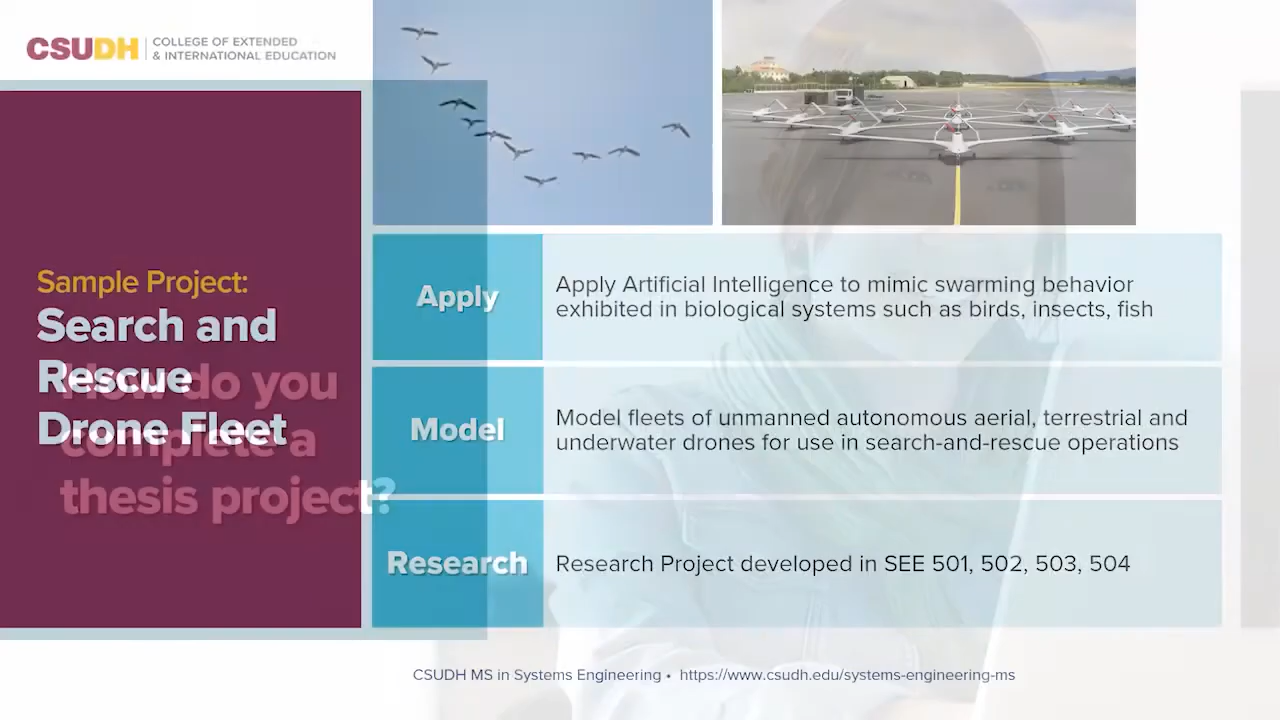 CSUDH
COLLEGE OF EXTENDED
& INTERNATIONAL EDUCATION
Sample Project:
Search and
Rescue
Drone Fleet
How do you
complete a
thesis project?
Apply
Apply Artificial Intelligence to mimic swarming behavior
exhibited in biological systems such as birds, insects, fish
Model
Model fleets of unmanned autonomous aerial, terrestrial and
underwater drones for use in search-and-rescue operations
Research
Research Project developed in SEE 501, 502, 503, 504
CSUDH MS in Systems Engineering • https://www.csudh.edu/systems-engineering-ms